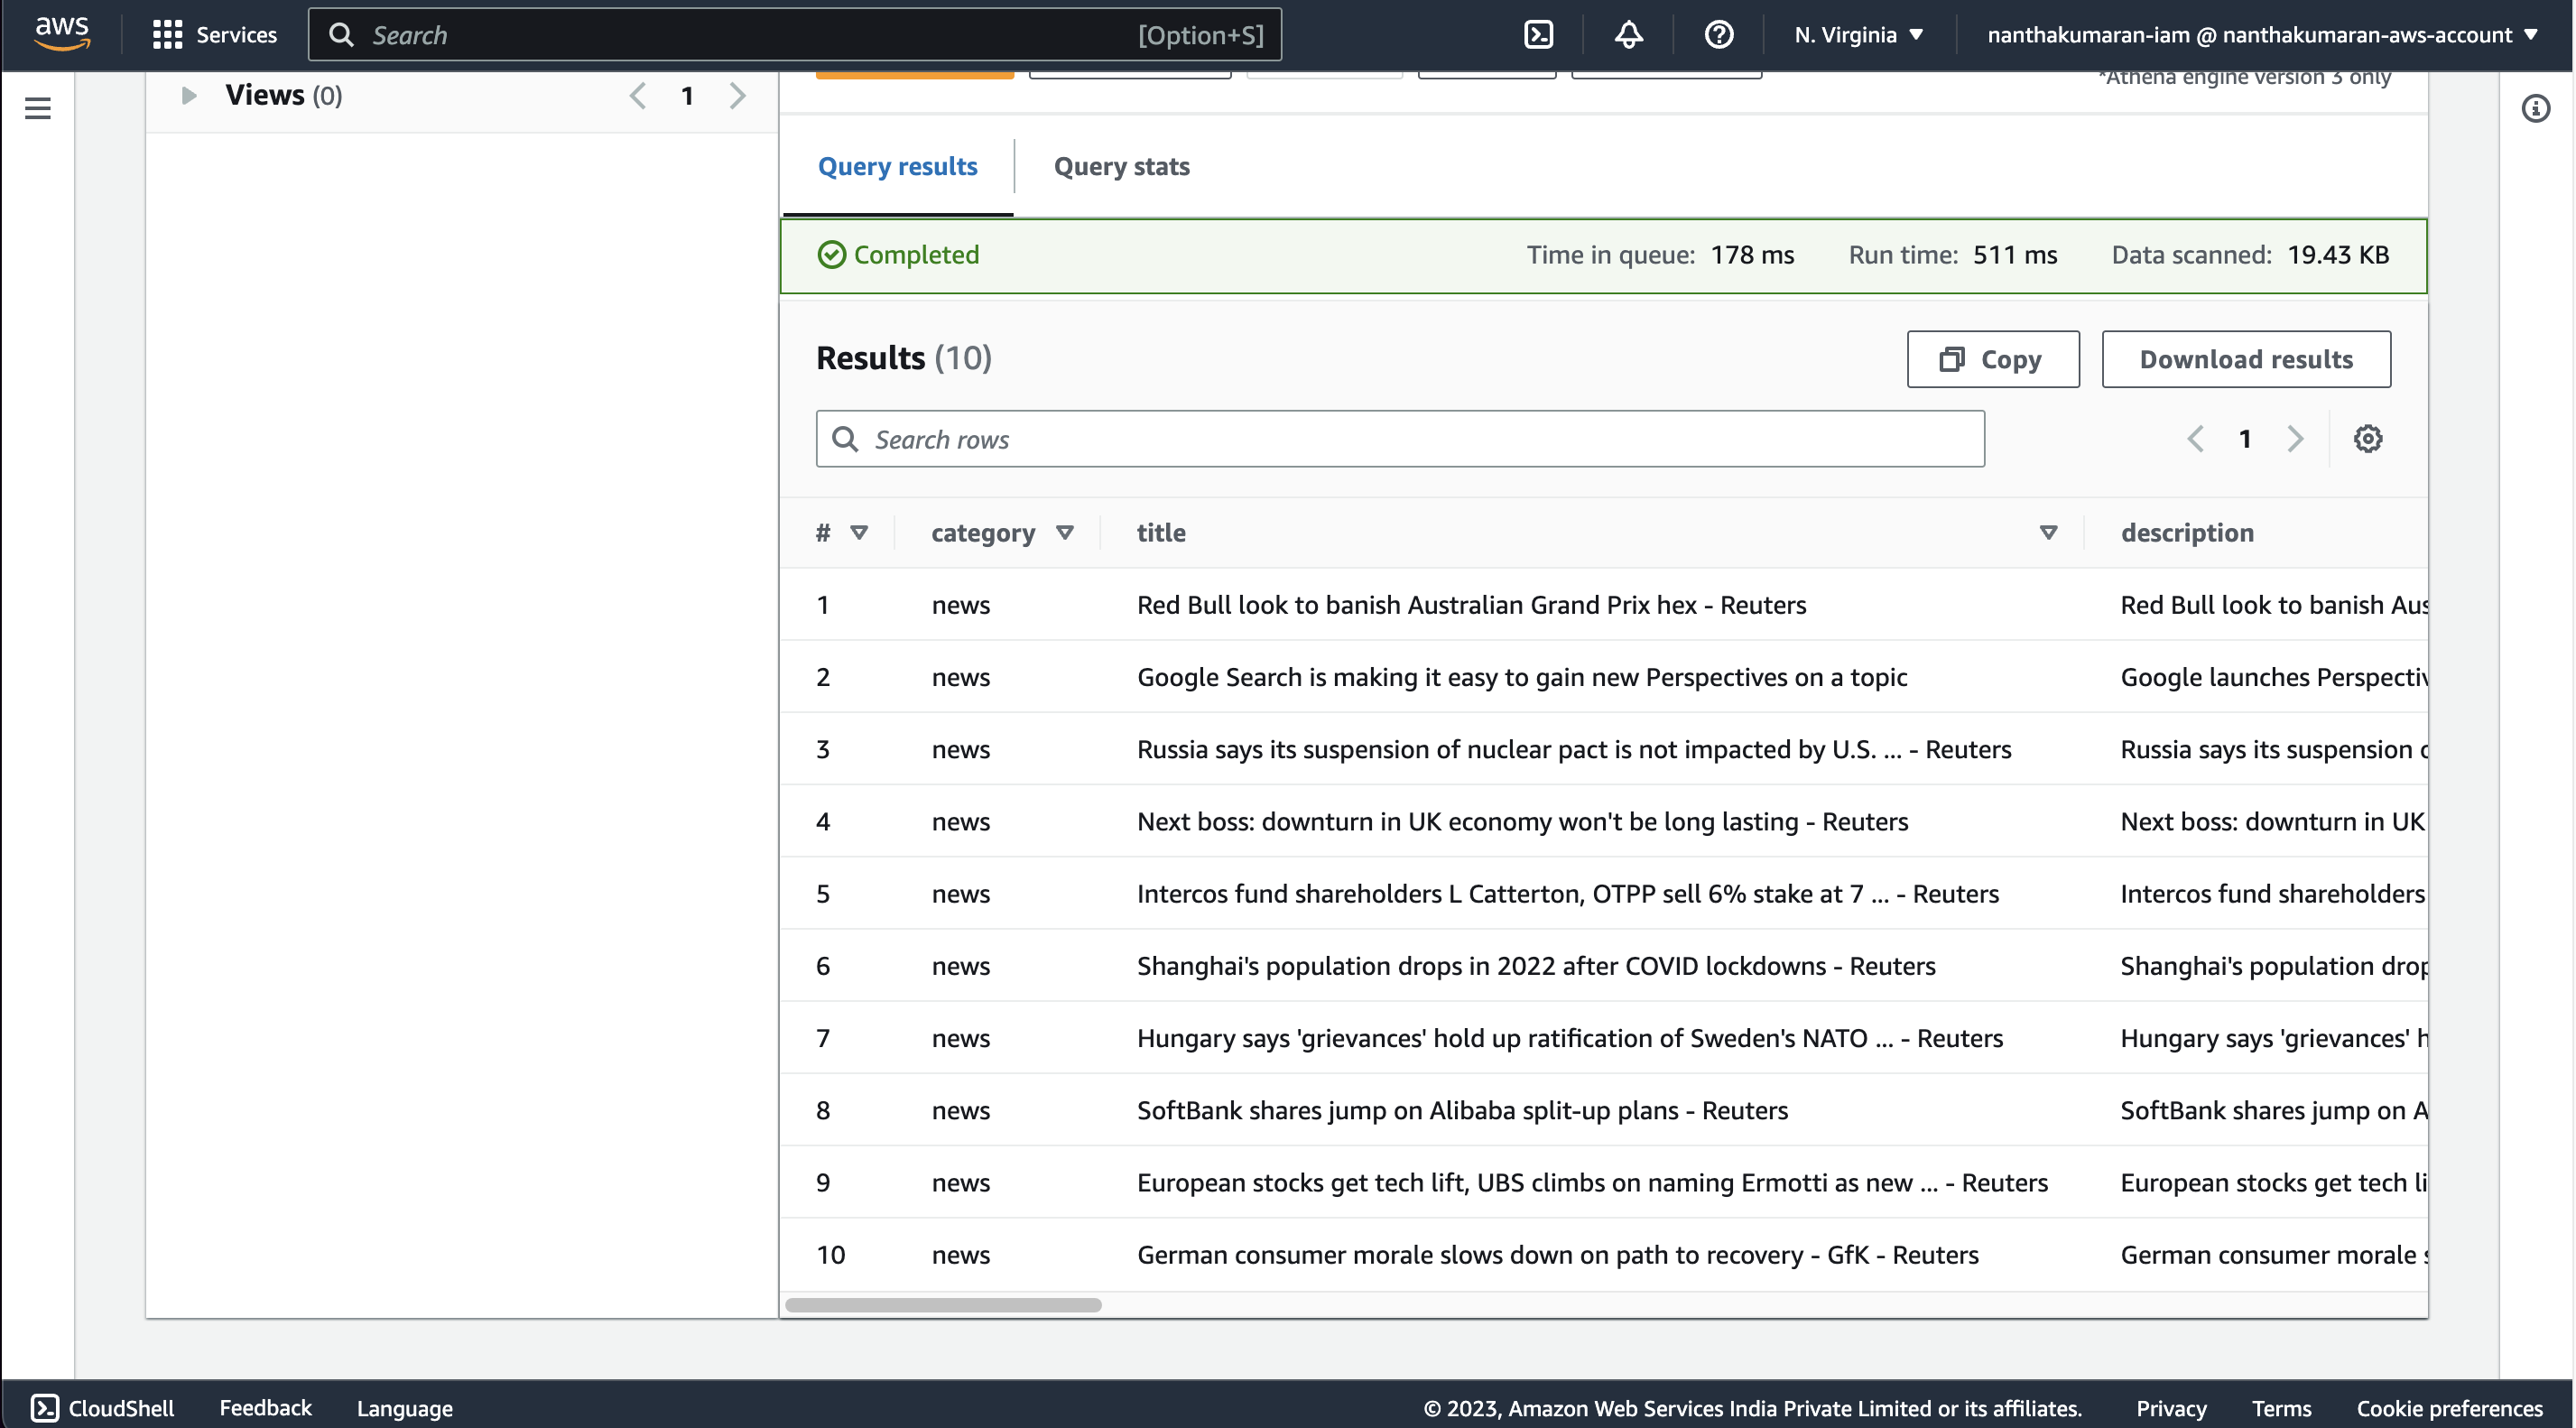 aws Services Search [Option+S] N. Virginia nanthakumaran-iam @ nanthakumaran-aws-account
*Athena engine version 3 only
Views (0) 1
Query results Query stats
Completed Time in queue: 178 ms Run time: 511 ms Data scanned: 19.43 KB
Results (10) Copy Download results
Search rows 1
# category title description
1 news Red Bull look to banish Australian Grand Prix hex - Reuters Red Bull look to banish Aus
2 news Google Search is making it easy to gain new Perspectives on a topic Google launches Perspectiv
3 news Russia says its suspension of nuclear pact is not impacted by U.S. ... - Reuters Russia says its suspension o
4 news Next boss: downturn in UK economy won't be long lasting - Reuters Next boss: downturn in UK
5 news Intercos fund shareholders L Catterton, OTPP sell 6% stake at 7 ... - Reuters Intercos fund shareholders
6 news Shanghai's population drops in 2022 after COVID lockdowns - Reuters Shanghai's population drop
7 news Hungary says 'grievances' hold up ratification of Sweden's NATO ... - Reuters Hungary says 'grievances' h
8 news SoftBank shares jump on Alibaba split-up plans - Reuters SoftBank shares jump on A
9 news European stocks get tech lift, UBS climbs on naming Ermotti as new ... - Reuters European stocks get tech li
10 news German consumer morale slows down on path to recovery - GfK - Reuters German consumer morale s
CloudShell Feedback Language © 2023, Amazon Web Services India Private Limited or its affiliates. Privacy Terms Cookie preferences